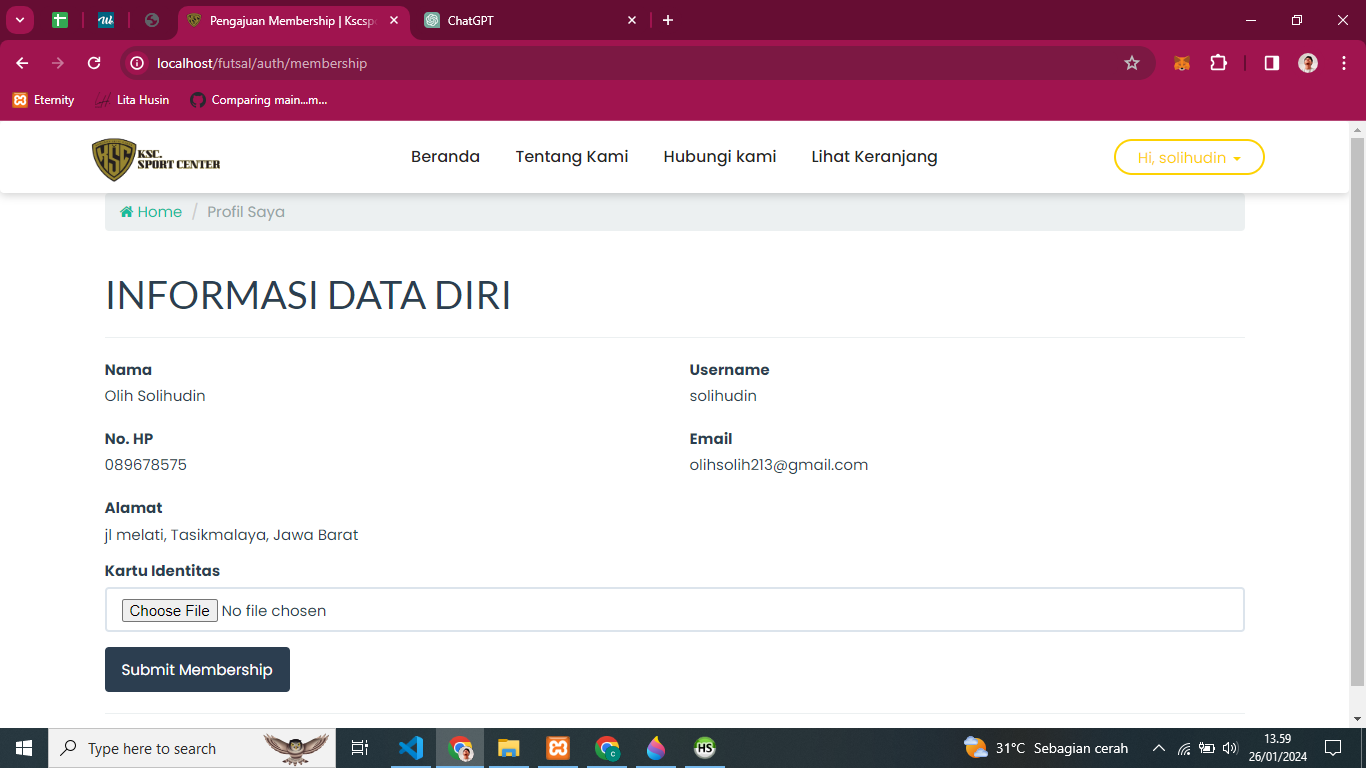 Pengajuan Membership | Kscsp
ChatGPT
localhost/futsal/auth/membership
Eternity
Lita Husin
Comparing main...m...
KSC
KSC.
SPORT CENTER
Beranda
Tentang Kami
Hubungi kami
Lihat Keranjang
Hi, solihudin
Home / Profil Saya
INFORMASI DATA DIRI
Nama
Username
Olih Solihudin
solihudin
No. HP
Email
089678575
olihsolih213@gmail.com
Alamat
jl melati, Tasikmalaya, Jawa Barat
Kartu Identitas
Choose File No file chosen
Submit Membership
Type here to search
HS
31°C Sebagian cerah
13.59
26/01/2024